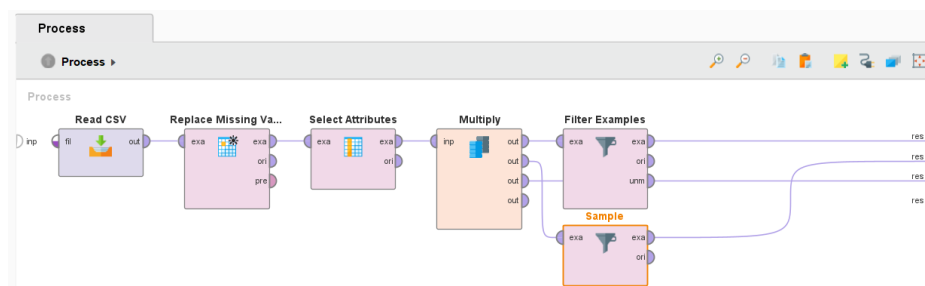 Process
Process
Process
Read CSV
Replace Missing Va...
Select Attributes
Multiply
Filter Examples
inp
fil
out
exa
exa
ori
pre
exa
exa
ori
inp
out
out
out
out
exa
exa
ori
unm
res
res
res
res
Sample
exa
exa
ori